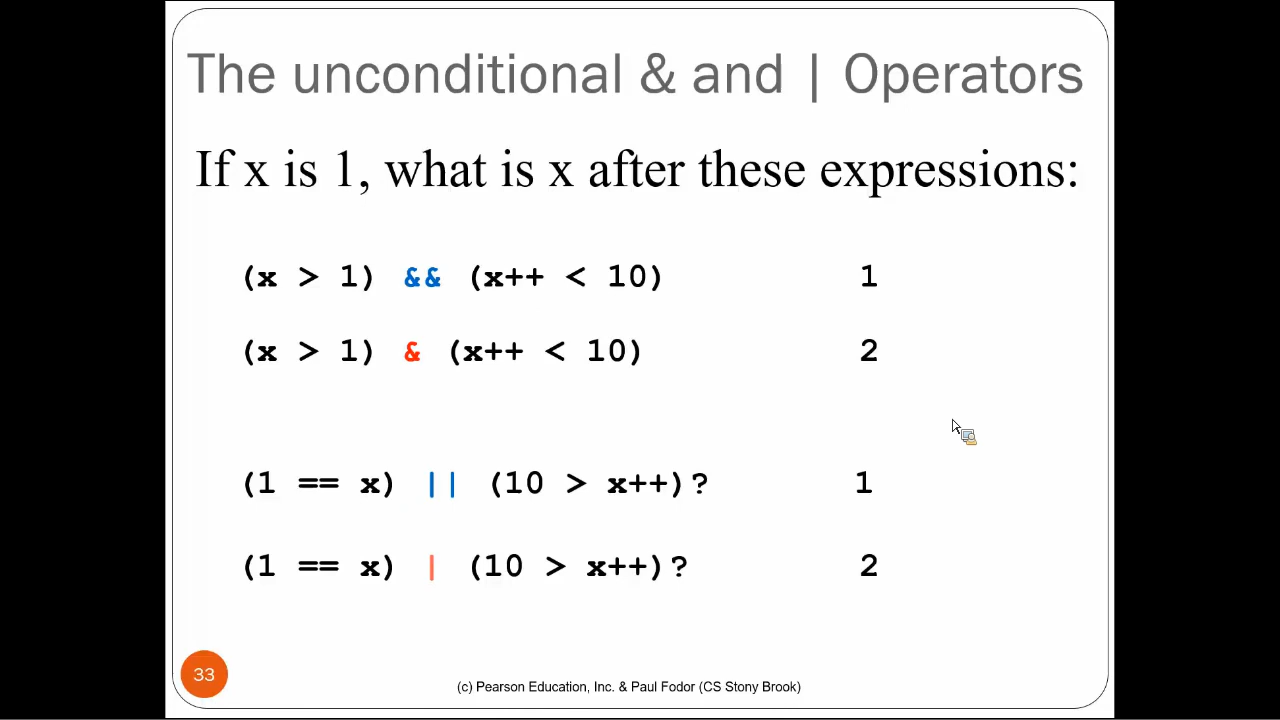 The unconditional & and | Operators
If x is 1, what is x after these expressions:
(x > 1) && (x++ < 10) 1
(x > 1) & (x++ < 10) 2
(1 == x) || (10 > x++)? 1
(1 == x) | (10 > x++)? 2
33
(c) Pearson Education, Inc. & Paul Fodor (CS Stony Brook)